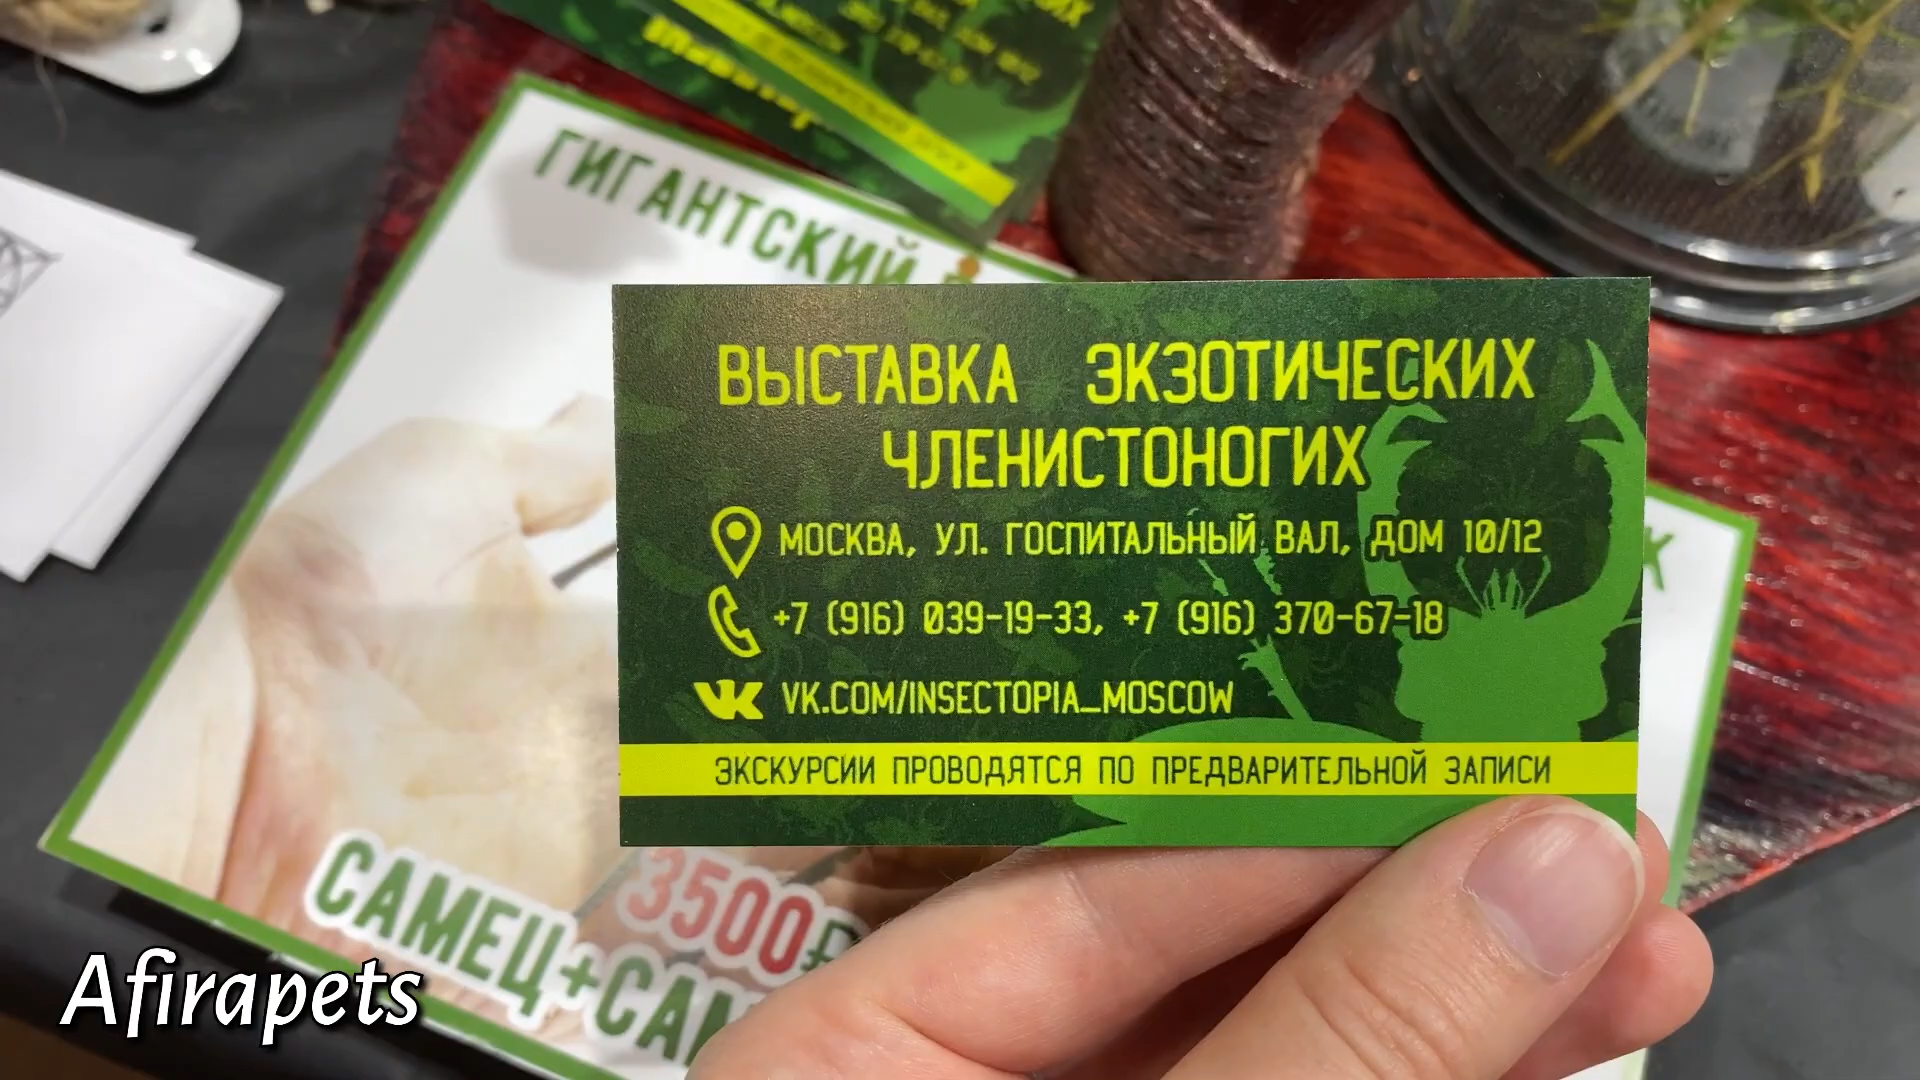 ГИГАНТСКИЙ
ВЫСТАВКА ЭКЗОТИЧЕСКИХ
ЧЛЕНИСТОНОГИХ
МОСКВА, УЛ. ГОСПИТАЛЬНЫЙ ВАЛ, ДОМ 10/12
+7 (916) 039-19-33, +7 (916) 370-67-18
VK.COM/INSECTOPIA_MOSCOW
ЭКСКУРСИИ ПРОВОДЯТСЯ ПО ПРЕДВАРИТЕЛЬНОЙ ЗАПИСИ
3500₽
САМЕЦ+САМ
Afirapets